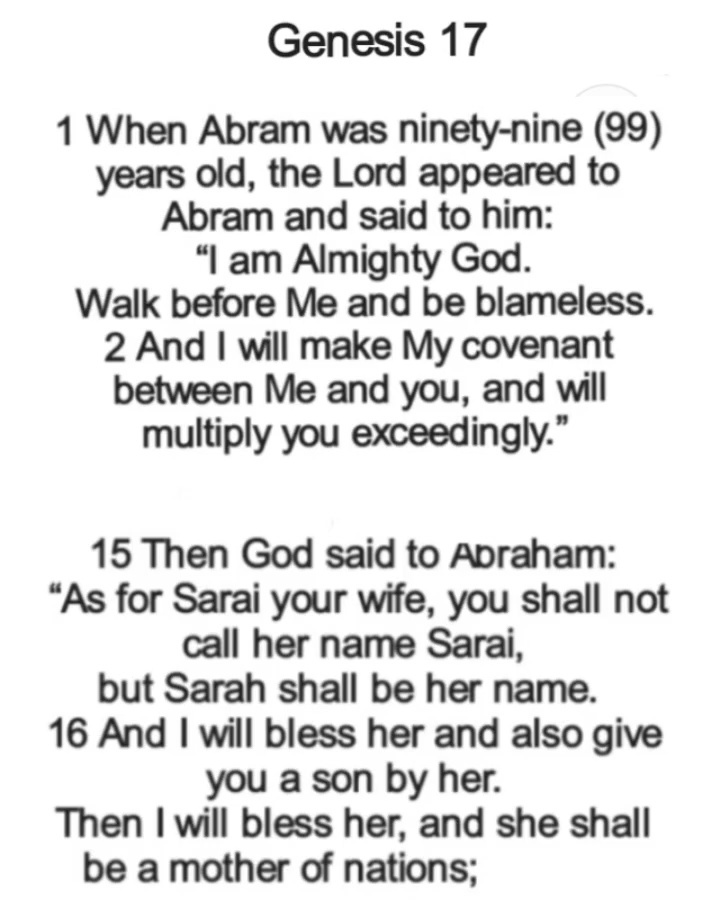 Genesis 17
1 When Abram was ninety-nine (99)
years old, the Lord appeared to
Abram and said to him:
“I am Almighty God.
Walk before Me and be blameless.
2 And I will make My covenant
between Me and you, and will
multiply you exceedingly.”
15 Then God said to Abraham:
“As for Sarai your wife, you shall not
call her name Sarai,
but Sarah shall be her name.
16 And I will bless her and also give
you a son by her.
Then I will bless her, and she shall
be a mother of nations;